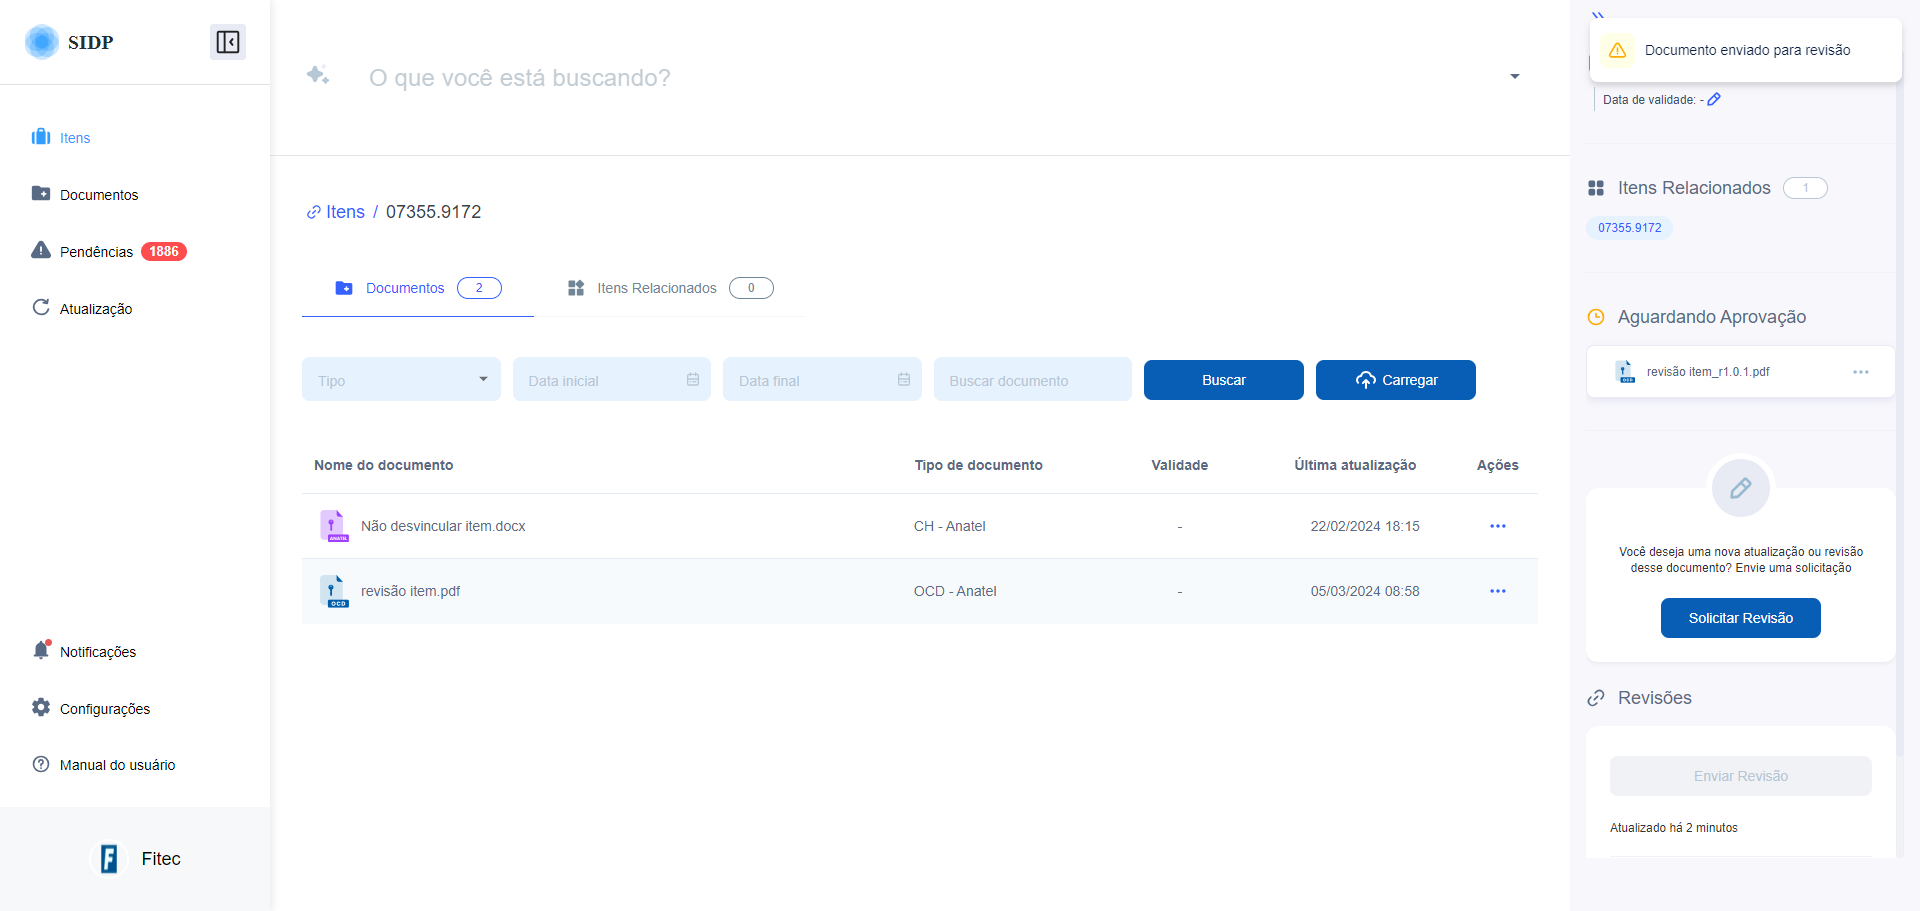 SIDP
Itens
Documentos
Pendências 1886
Atualização
Notificações
Configurações
Manual do usuário
Fitec
O que você está buscando?
Itens / 07355.9172
Documentos 2
Itens Relacionados 0
Tipo
Data inicial
Data final
Buscar documento
Buscar
Carregar
Nome do documento Tipo de documento Validade Última atualização Ações
ANATEL Não desvincular item.docx CH - Anatel - 22/02/2024 18:15
OCD revisão item.pdf OCD - Anatel - 05/03/2024 08:58
Documento enviado para revisão
Data de validade: -
Itens Relacionados 1
07355.9172
Aguardando Aprovação
OCD revisão item_r1.0.1.pdf
Você deseja uma nova atualização ou revisão
desse documento? Envie uma solicitação
Solicitar Revisão
Revisões
Enviar Revisão
Atualizado há 2 minutos